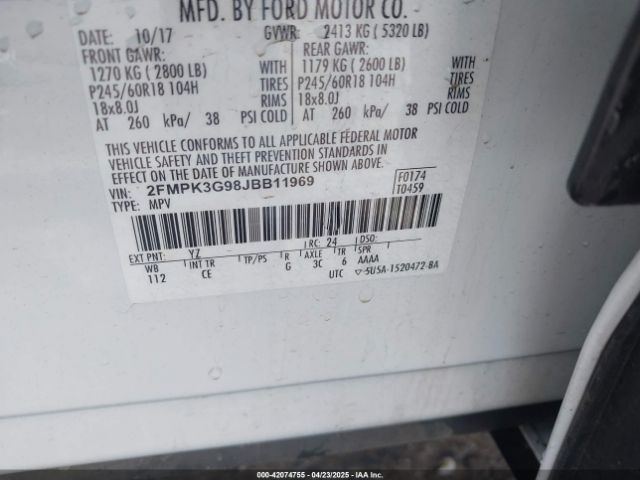 MFD. BY FORD MOTOR CO.
DATE: 10/17 GVWR: 2413 KG ( 5320 LB)
FRONT GAWR: REAR GAWR:
1270 KG ( 2800 LB) WITH 1179 KG ( 2600 LB) WITH
P245/60R18 104H TIRES P245/60R18 104H TIRES
18x8.0J RIMS 18x8.0J RIMS
AT 260 kPa/ 38 PSI COLD AT 260 kPa/ 38 PSI COLD
THIS VEHICLE CONFORMS TO ALL APPLICABLE FEDERAL MOTOR
VEHICLE SAFETY AND THEFT PREVENTION STANDARDS IN
EFFECT ON THE DATE OF MANUFACTURE SHOWN ABOVE.
VIN: 2FMPK3G98JBB11969 F0174
TYPE: MPV T0459
EXT PNT: YZ RC: 24 DSO:
WB INT TR TP/PS R AXLE TR SPR
112 CE G 3C 6 AAAA
UTC ▽5U5A-1520472-BA
000-42074755 - 04/23/2025 - IAAI